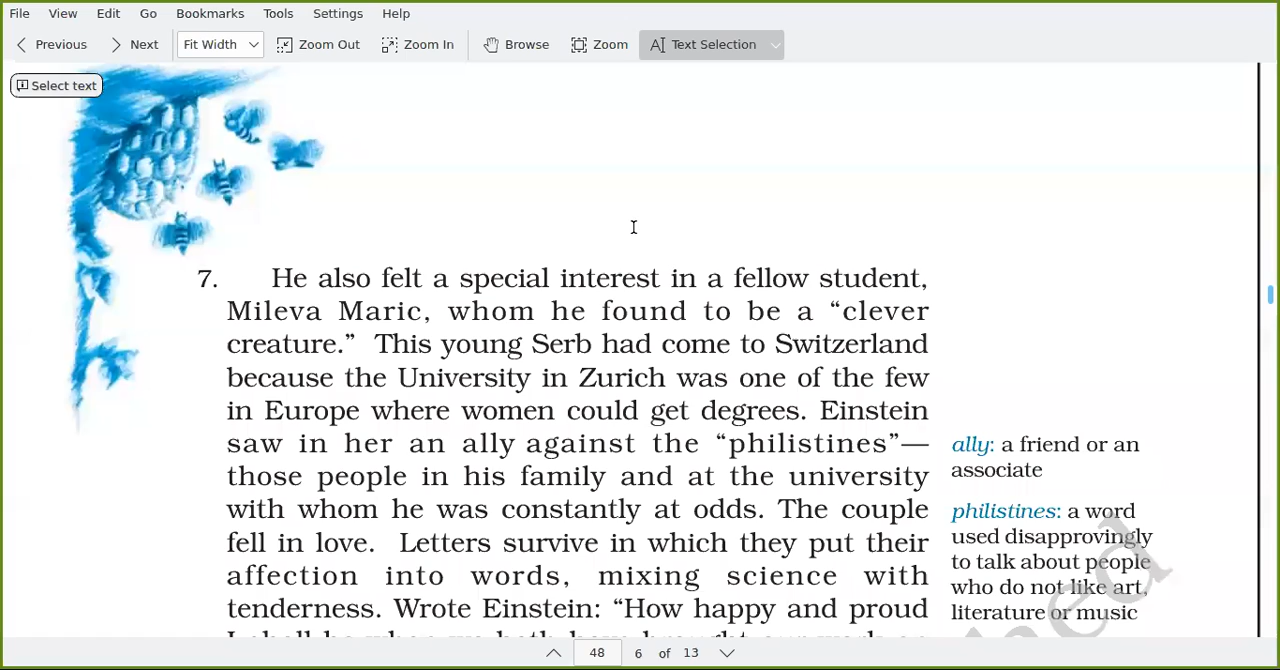 File View Edit Go Bookmarks Tools Settings Help
Previous Next Fit Width Zoom Out Zoom In Browse Zoom Text Selection
Select text
7. He also felt a special interest in a fellow student,
Mileva Maric, whom he found to be a “clever
creature.” This young Serb had come to Switzerland
because the University in Zurich was one of the few
in Europe where women could get degrees. Einstein
saw in her an ally against the “philistines”—
those people in his family and at the university
with whom he was constantly at odds. The couple
fell in love. Letters survive in which they put their
affection into words, mixing science with
tenderness. Wrote Einstein: “How happy and proud
ally: a friend or an
associate
philistines: a word
used disapprovingly
to talk about people
who do not like art,
literature or music
48 6 of 13